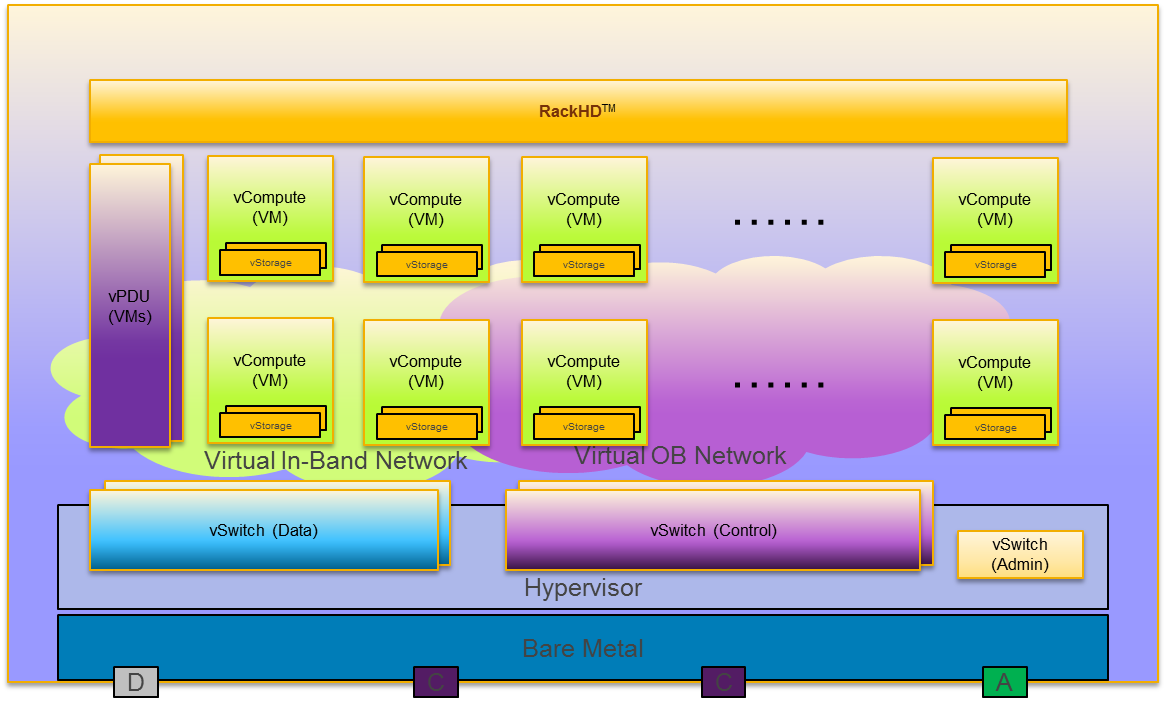 RackHD™
vCompute
(VM)
vStorage
vCompute
(VM)
vStorage
vCompute
(VM)
vStorage
......
vCompute
(VM)
vStorage
vPDU
(VMs)
vCompute
(VM)
vStorage
vCompute
(VM)
vStorage
vCompute
(VM)
vStorage
......
vCompute
(VM)
vStorage
Virtual In-Band Network
Virtual OB Network
vSwitch (Data)
vSwitch (Control)
vSwitch
(Admin)
Hypervisor
Bare Metal
D
C
C
A